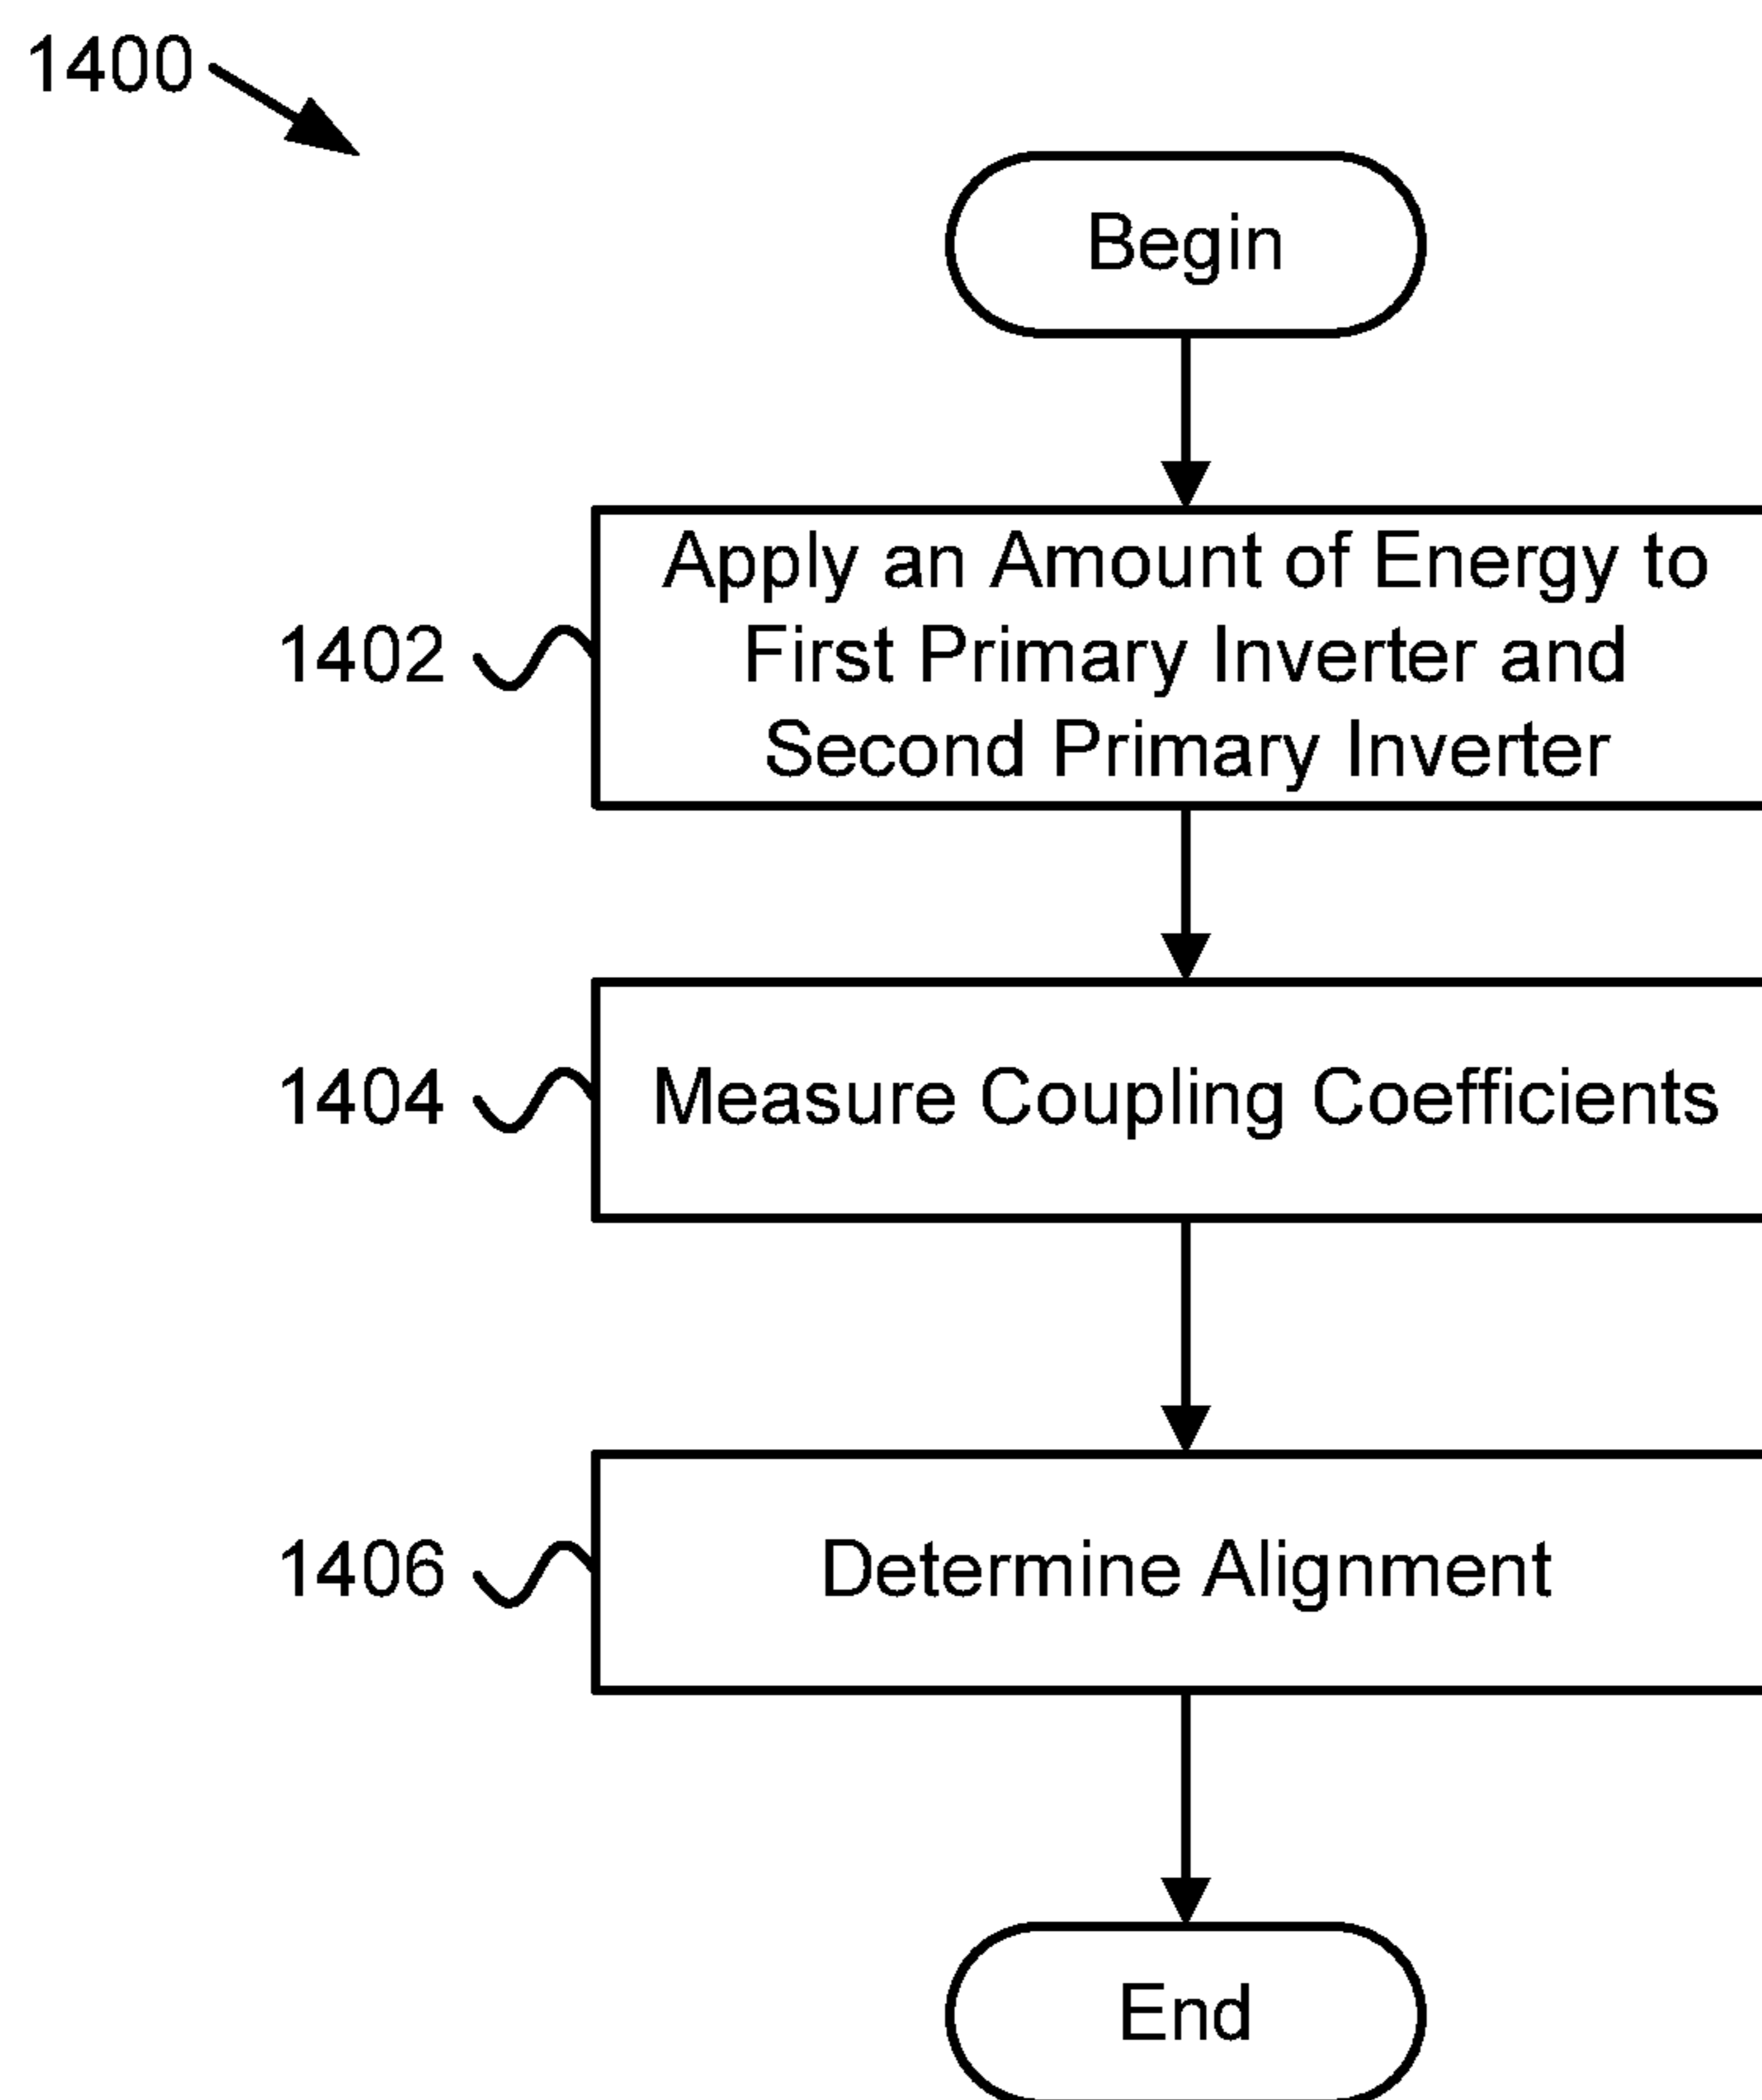 1400
Begin
Apply an Amount of Energy to
First Primary Inverter and
1402
Second Primary Inverter
1404
Measure Coupling Coefficients
1406
Determine Alignment
End